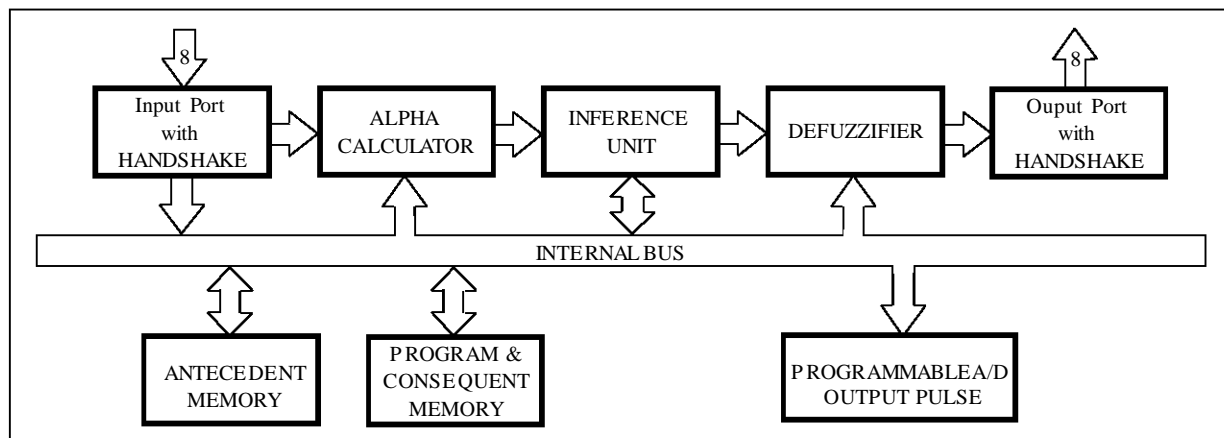 8
8
Input Port
with
HANDSHAKE
ALPHA
CALCULATOR
INFERENCE
UNIT
DEFUZZIFIER
Ouput Port
with
HANDSHAKE
INTERNAL BUS
ANTECEDENT
MEMORY
PROGRAM &
CONSEQUENT
MEMORY
PROGRAMMABLE A/D
OUTPUT PULSE